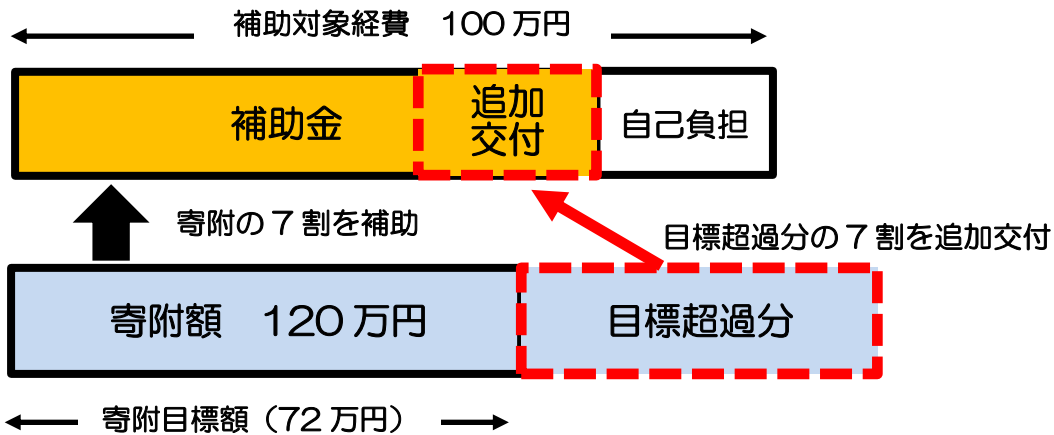 補助対象経費　100万円
補助金
追加
交付
自己負担
寄附の7割を補助
目標超過分の7割を追加交付
寄附額　120万円
目標超過分
寄附目標額（72万円）